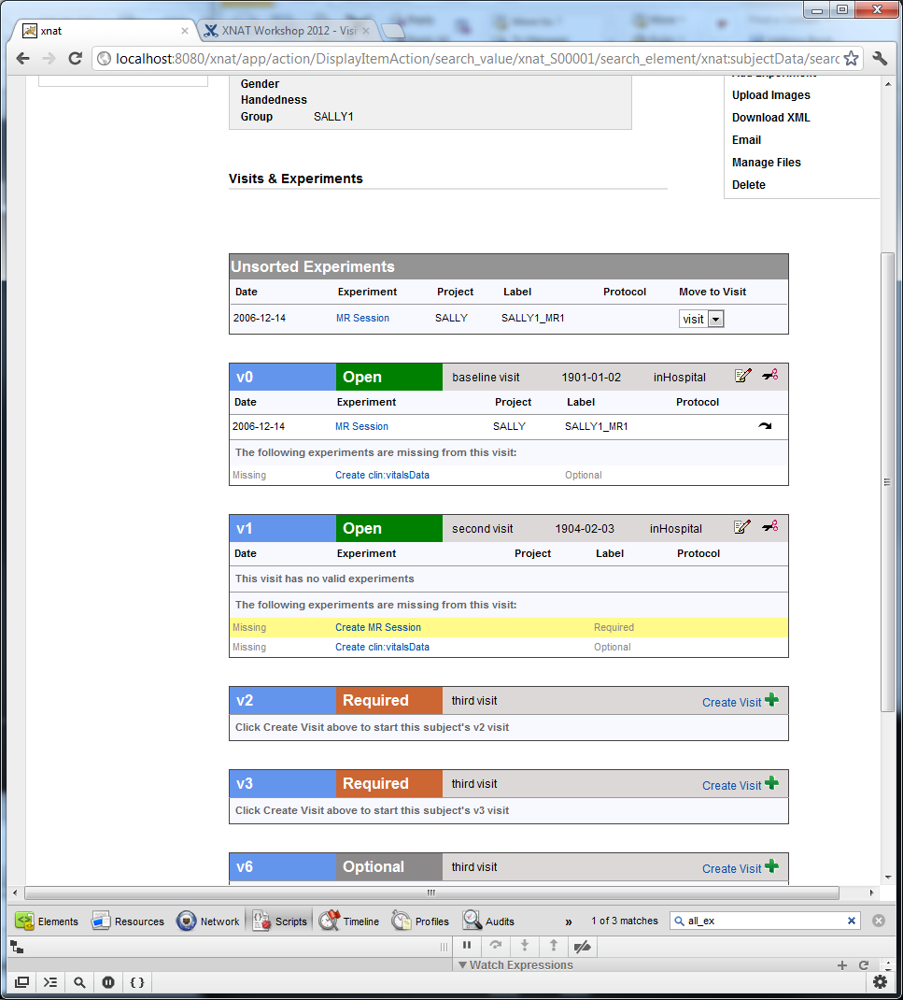 xnat
XNAT Workshop 2012 - Visi
localhost:8080/xnat/app/action/DisplayItemAction/search_value/xnat_S00001/search_element/xnat:subjectData/searc
Gender
Handedness
Group SALLY1
Add Experiment
Upload Images
Download XML
Email
Manage Files
Delete
Visits & Experiments
Unsorted Experiments
Date Experiment Project Label Protocol Move to Visit
2006-12-14 MR Session SALLY SALLY1_MR1 visit
v0 Open baseline visit 1901-01-02 inHospital
Date Experiment Project Label Protocol
2006-12-14 MR Session SALLY SALLY1_MR1
The following experiments are missing from this visit:
Missing Create clin:vitalsData Optional
v1 Open second visit 1904-02-03 inHospital
Date Experiment Project Label Protocol
This visit has no valid experiments
The following experiments are missing from this visit:
Missing Create MR Session Required
Missing Create clin:vitalsData Optional
v2 Required third visit Create Visit
Click Create Visit above to start this subject's v2 visit
v3 Required third visit Create Visit
Click Create Visit above to start this subject's v3 visit
v6 Optional third visit Create Visit
Elements Resources Network Scripts Timeline Profiles Audits » 1 of 3 matches all_ex
Watch Expressions